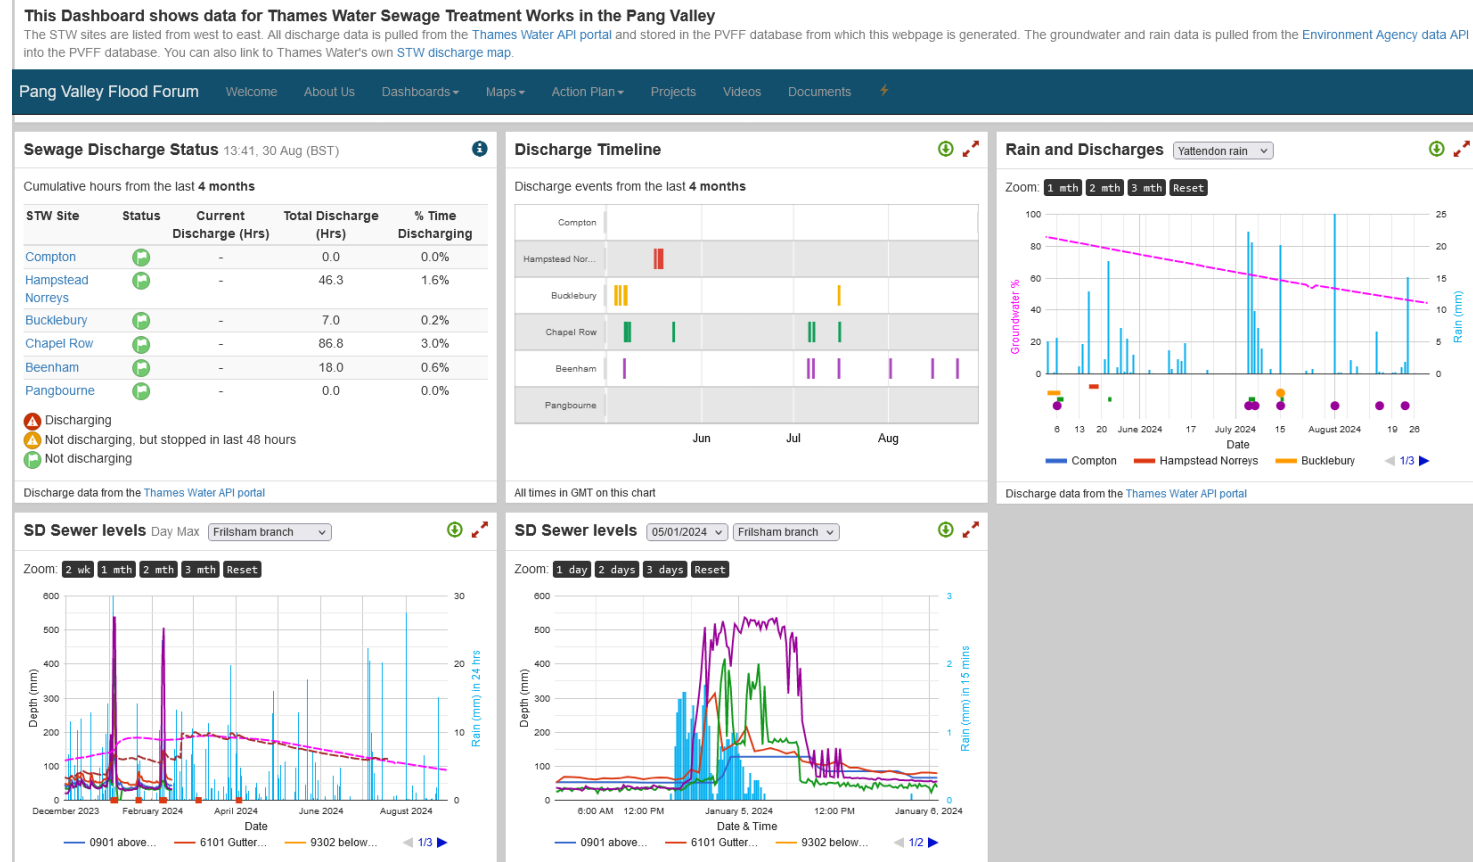 This Dashboard shows data for Thames Water Sewage Treatment Works in the Pang Valley
The STW sites are listed from west to east. All discharge data is pulled from the Thames Water API portal and stored in the PVFF database from which this webpage is generated. The groundwater and rain data is pulled from the Environment Agency data API
into the PVFF database. You can also link to Thames Water's own STW discharge map.
Pang Valley Flood Forum Welcome About Us Dashboards Maps Action Plan Projects Videos Documents
Sewage Discharge Status 13:41, 30 Aug (BST)
Cumulative hours from the last 4 months
STW Site Status Current Discharge (Hrs) Total Discharge (Hrs) % Time Discharging
Compton - 0.0 0.0%
Hampstead Norreys - 46.3 1.6%
Bucklebury - 7.0 0.2%
Chapel Row - 86.8 3.0%
Beenham - 18.0 0.6%
Pangbourne - 0.0 0.0%
Discharging
Not discharging, but stopped in last 48 hours
Not discharging
Discharge data from the Thames Water API portal
Discharge Timeline
Discharge events from the last 4 months
Compton
Hampstead Nor...
Bucklebury
Chapel Row
Beenham
Pangbourne
Jun Jul Aug
All times in GMT on this chart
Rain and Discharges Yattendon rain
Zoom: 1 mth 2 mth 3 mth Reset
100 25
80 20
60 15
40 10
20 5
0 0
Groundwater %
Rain (mm)
6 13 20 June 2024 17 July 2024 15 August 2024 19 26
Date
Compton Hampstead Norreys Bucklebury 1/3
Discharge data from the Thames Water API portal
SD Sewer levels Day Max Frilsham branch
Zoom: 2 wk 1 mth 2 mth 3 mth Reset
600 30
500
400 20
300
200 10
100
0 0
Depth (mm)
Rain (mm) in 24 hrs
December 2023 February 2024 April 2024 June 2024 August 2024
Date
0901 above... 6101 Gutter... 9302 below... 1/3
SD Sewer levels 05/01/2024 Frilsham branch
Zoom: 1 day 2 days 3 days Reset
600 3
500
400 2
300
200 1
100
0 0
Depth (mm)
Rain (mm) in 15 mins
6:00 AM 12:00 PM January 5, 2024 12:00 PM January 6, 2024
Date & Time
0901 above... 6101 Gutter... 9302 below... 1/2